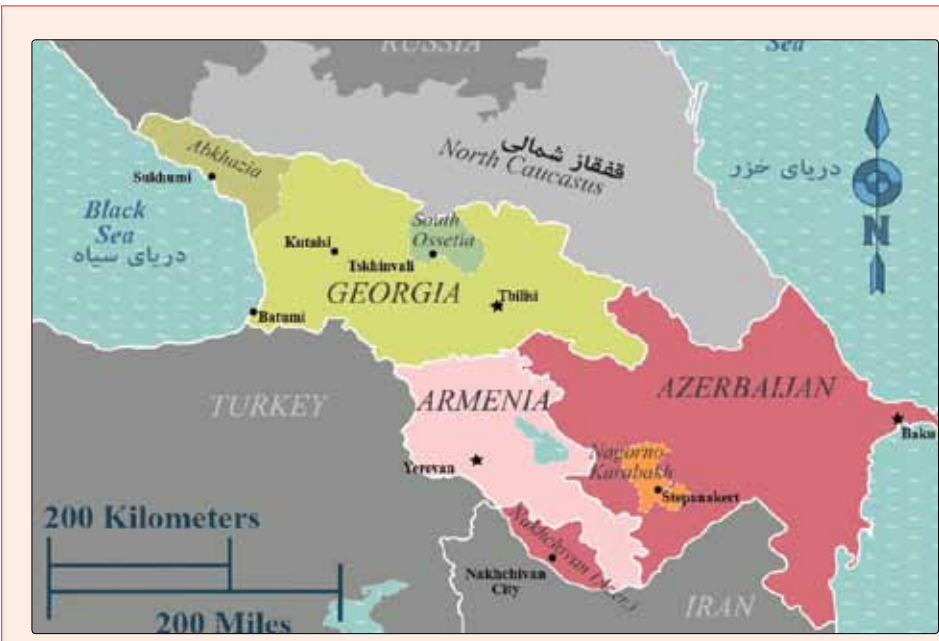 RUSSIA
Sea
Abkhazia
Sukhumi
قفقاز شمالی
North Caucasus
دریای خزر
Black
Sea
دریای سیاه
N
South
Ossetia
Kutaisi
Tskhinvali
GEORGIA
Tbilisi
Batumi
TURKEY
ARMENIA
AZERBAIJAN
Baku
Yerevan
Nagorno-
Karabakh
Stepanakert
Nakhchivan
Nakhchivan
City
IRAN
200 Kilometers
200 Miles